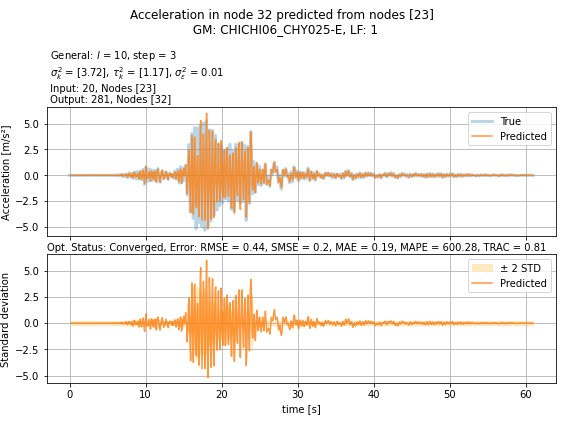 Acceleration in node 32 predicted from nodes [23]
GM: CHICHI06_CHY025-E, LF: 1
General: l = 10, step = 3
σ²ₖ = [3.72], τ²ₖ = [1.17], σ²ε = 0.01
Input: 20, Nodes [23]
Output: 281, Nodes [32]
Acceleration [m/s²]
5.0
2.5
0.0
−2.5
−5.0
True
Predicted
Opt. Status: Converged, Error: RMSE = 0.44, SMSE = 0.2, MAE = 0.19, MAPE = 600.28, TRAC = 0.81
Standard deviation
5.0
2.5
0.0
−2.5
−5.0
± 2 STD
Predicted
0 10 20 30 40 50 60
time [s]